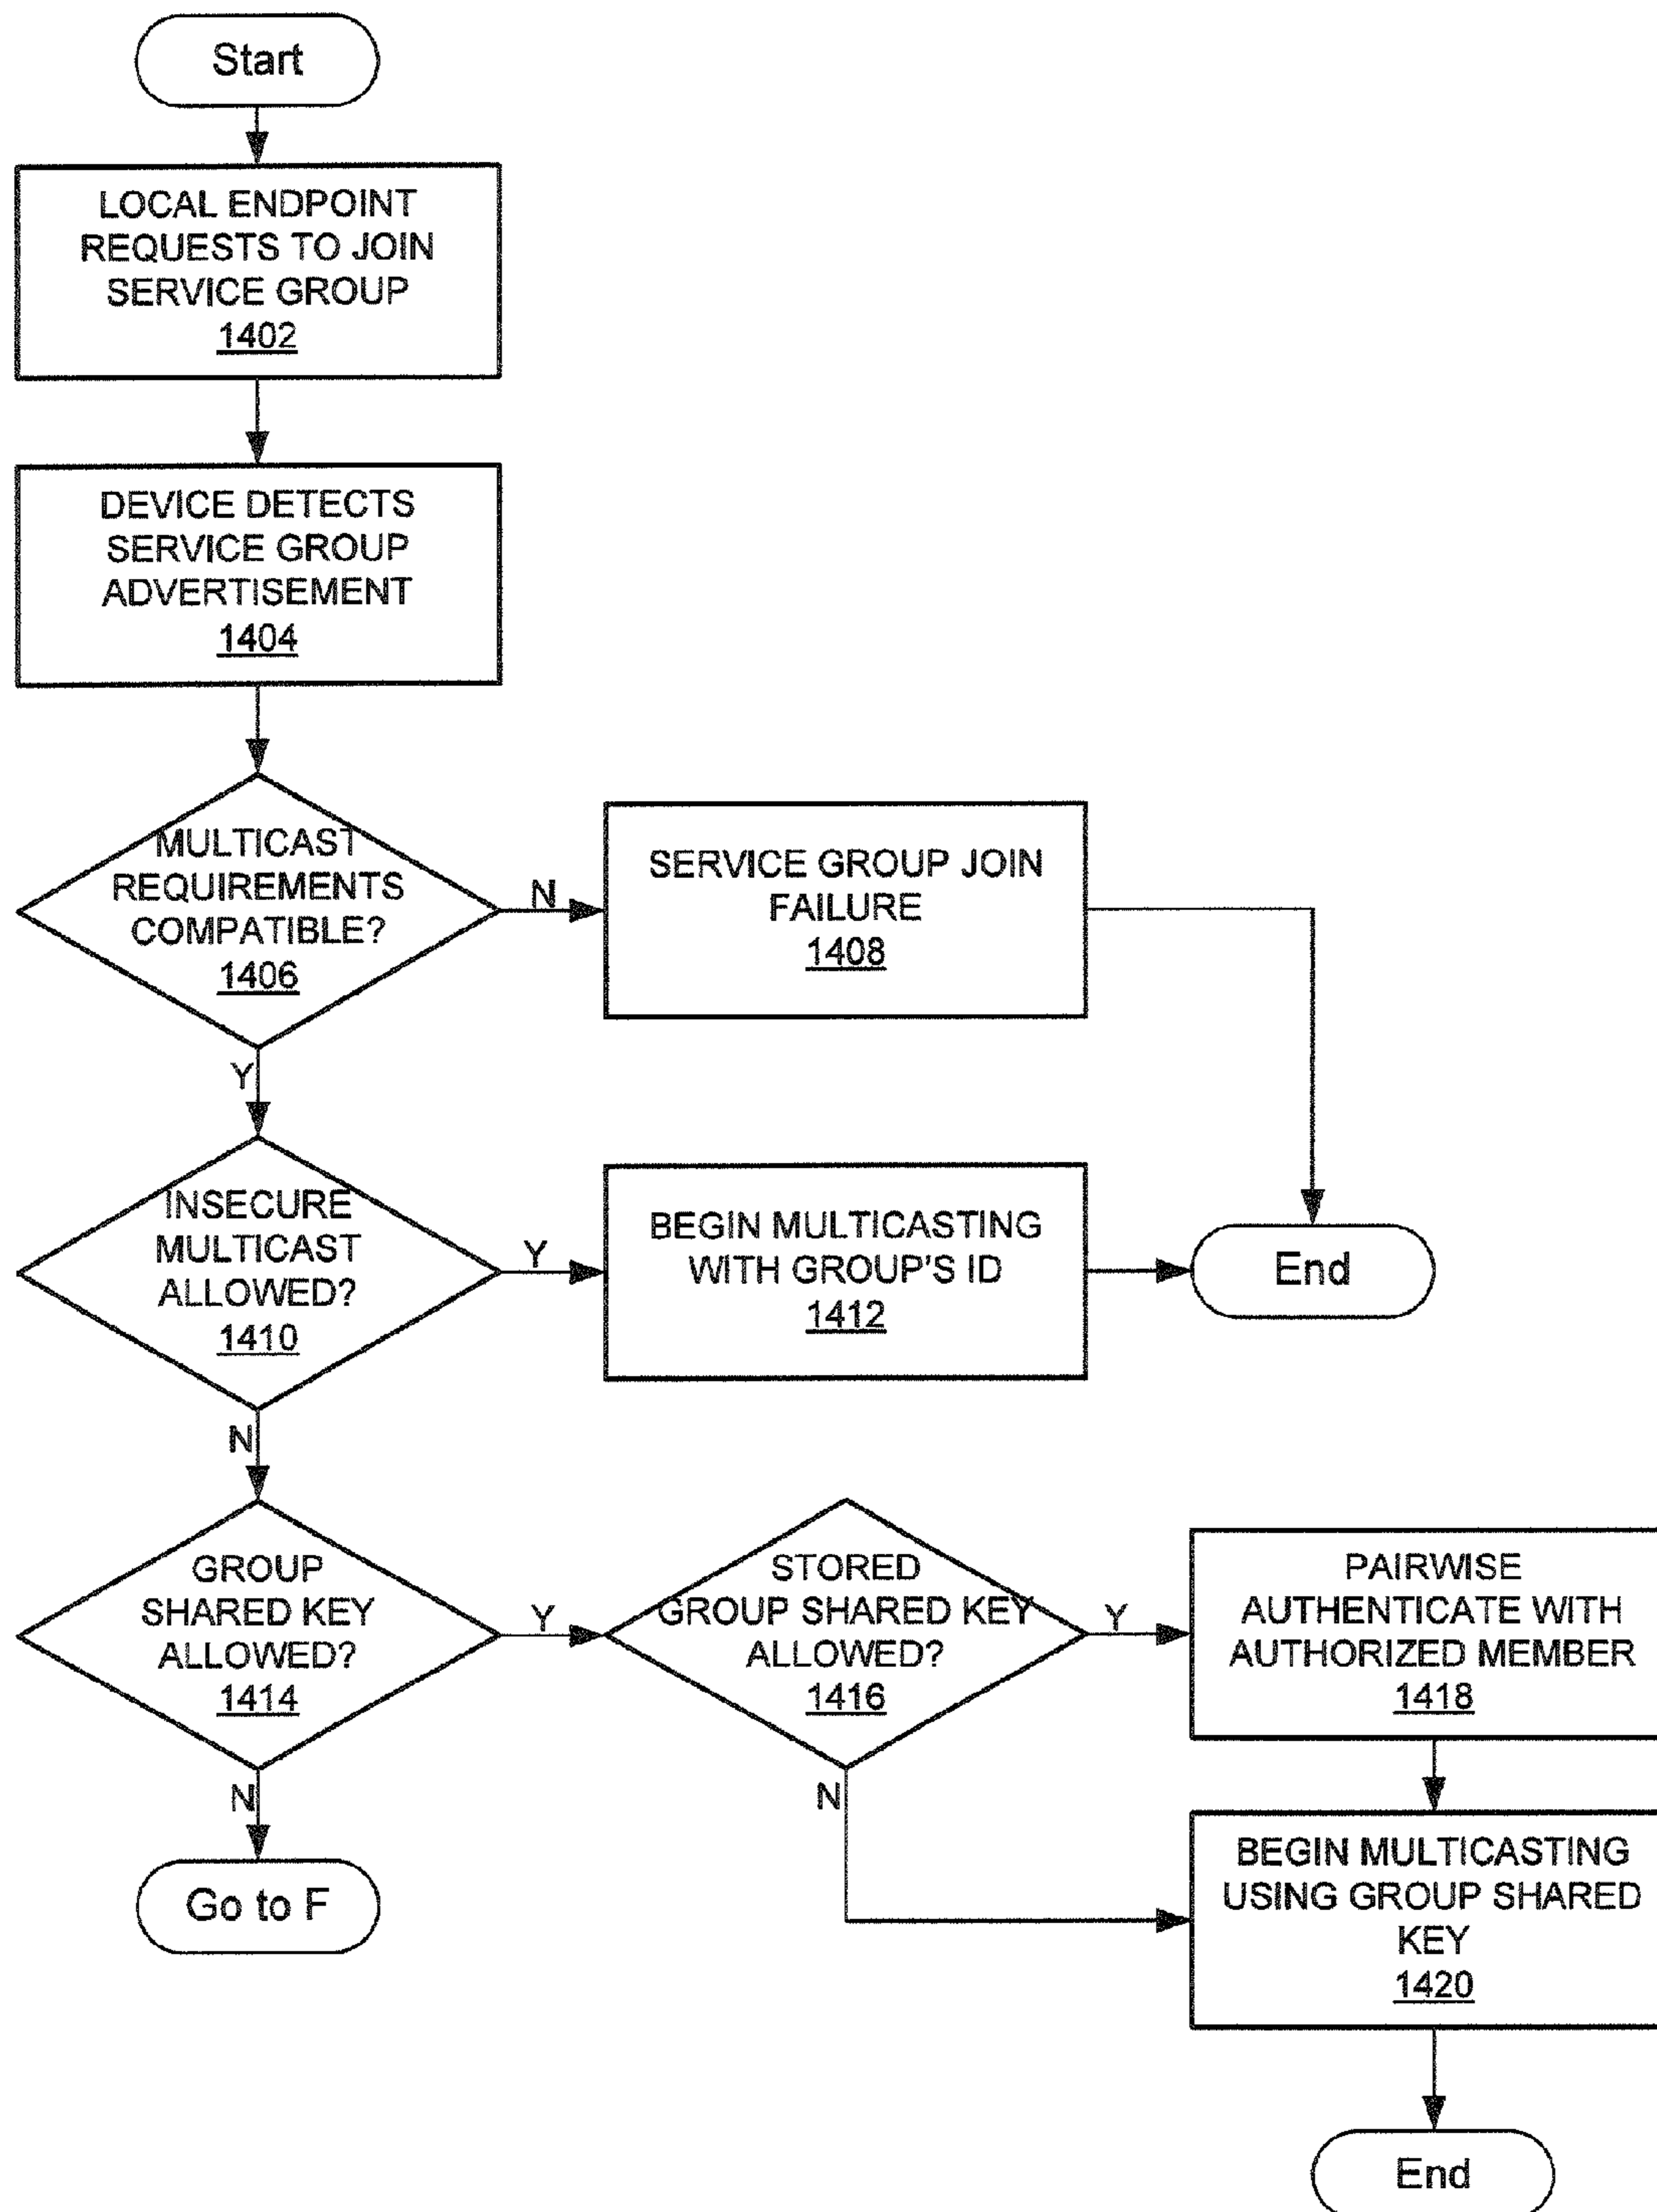 Start
LOCAL ENDPOINT
REQUESTS TO JOIN
SERVICE GROUP
1402
DEVICE DETECTS
SERVICE GROUP
ADVERTISEMENT
1404
MULTICAST
REQUIREMENTS
COMPATIBLE?
1406
N
SERVICE GROUP JOIN
FAILURE
1408
Y
INSECURE
MULTICAST
ALLOWED?
1410
Y
BEGIN MULTICASTING
WITH GROUP'S ID
1412
End
N
GROUP
SHARED KEY
ALLOWED?
1414
Y
STORED
GROUP SHARED KEY
ALLOWED?
1416
Y
PAIRWISE
AUTHENTICATE WITH
AUTHORIZED MEMBER
1418
N
Go to F
N
BEGIN MULTICASTING
USING GROUP SHARED
KEY
1420
End